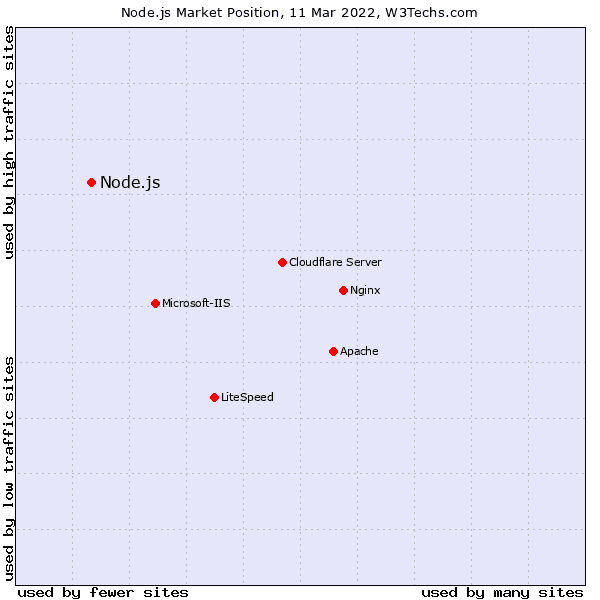 Node.js Market Position, 11 Mar 2022, W3Techs.com
used by high traffic sites
Node.js
Cloudflare Server
Nginx
Microsoft-IIS
Apache
LiteSpeed
used by low traffic sites
used by fewer sites
used by many sites